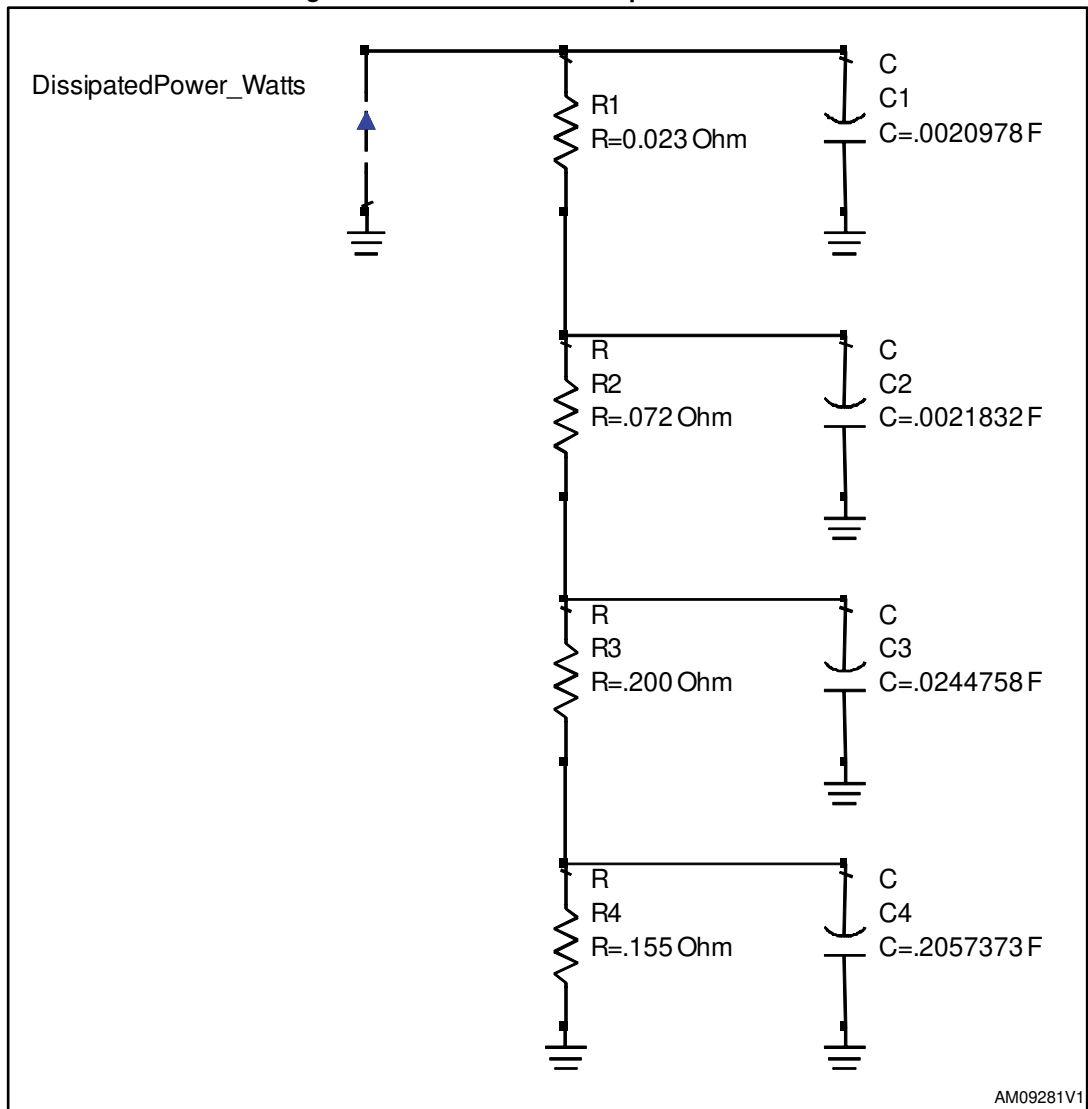 DissipatedPower_Watts
R1
R=0.023 Ohm
C
C1
C=.0020978 F
R
R2
R=.072 Ohm
C
C2
C=.0021832 F
R
R3
R=.200 Ohm
C
C3
C=.0244758 F
R
R4
R=.155 Ohm
C
C4
C=.2057373 F
AM09281V1